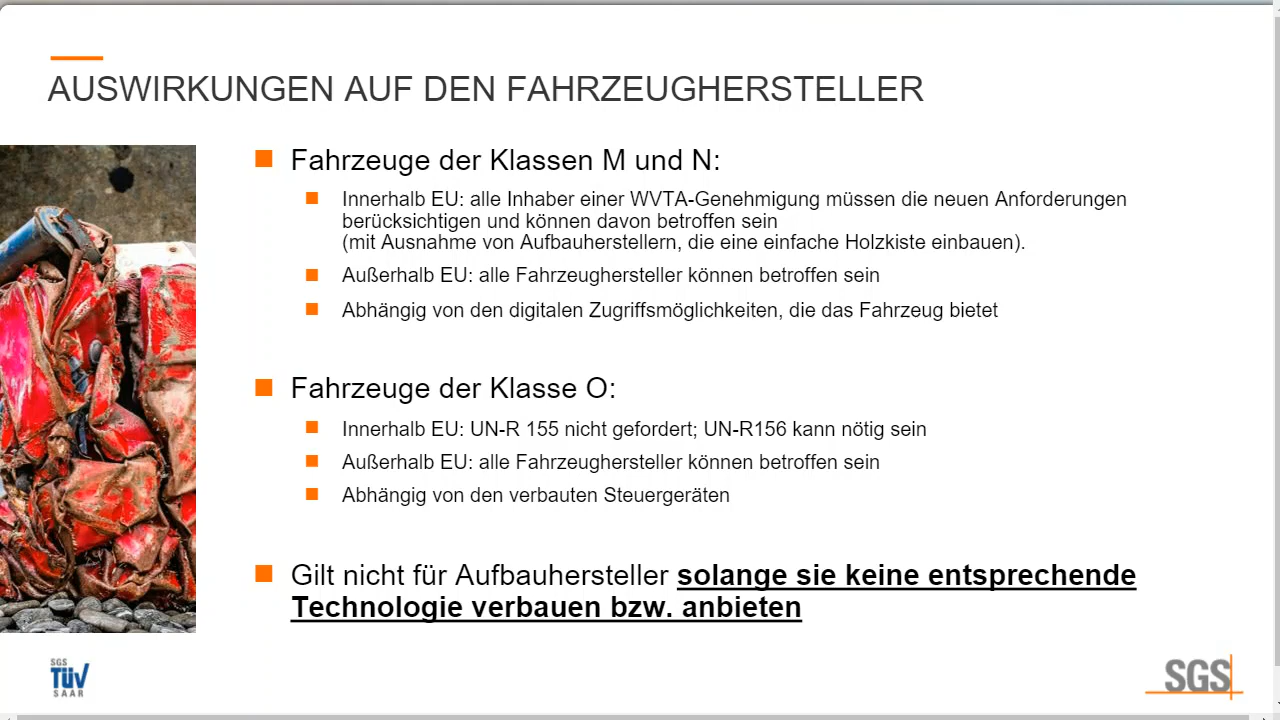 AUSWIRKUNGEN AUF DEN FAHRZEUGHERSTELLER
Fahrzeuge der Klassen M und N:
Innerhalb EU: alle Inhaber einer WVTA-Genehmigung müssen die neuen Anforderungen
berücksichtigen und können davon betroffen sein
(mit Ausnahme von Aufbauherstellern, die eine einfache Holzkiste einbauen).
Außerhalb EU: alle Fahrzeughersteller können betroffen sein
Abhängig von den digitalen Zugriffsmöglichkeiten, die das Fahrzeug bietet
Fahrzeuge der Klasse O:
Innerhalb EU: UN-R 155 nicht gefordert; UN-R156 kann nötig sein
Außerhalb EU: alle Fahrzeughersteller können betroffen sein
Abhängig von den verbauten Steuergeräten
Gilt nicht für Aufbauhersteller solange sie keine entsprechende
Technologie verbauen bzw. anbieten
SGS
TÜV
SAAR
SGS